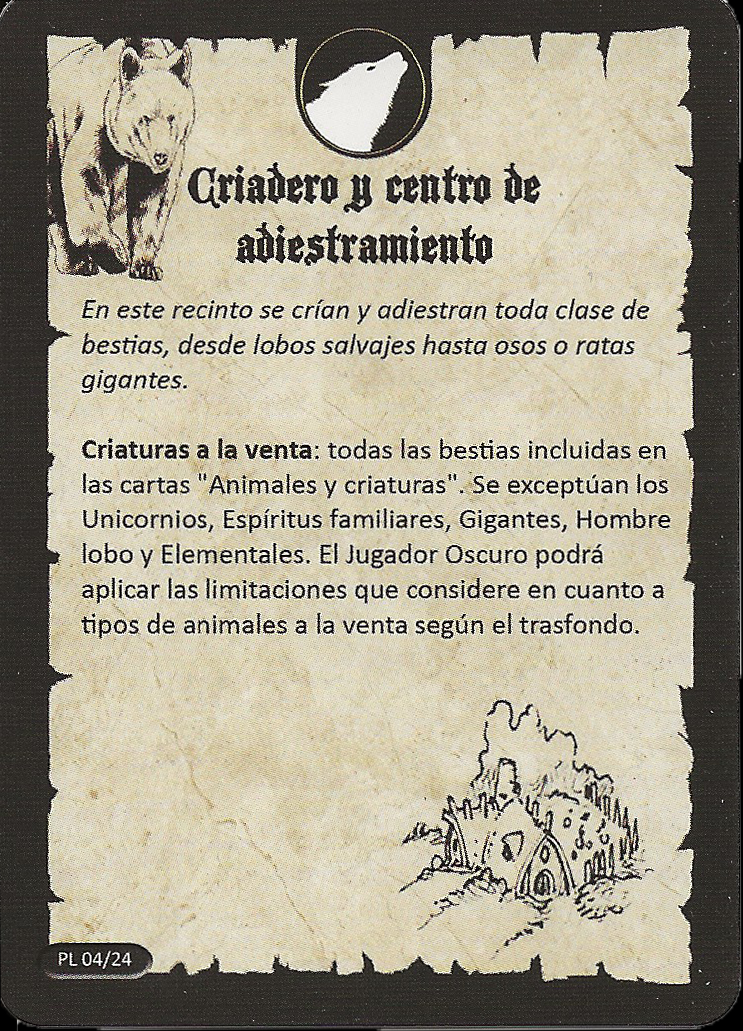 Criadero y centro de
adiestramiento
En este recinto se crían y adiestran toda clase de
bestias, desde lobos salvajes hasta osos o ratas
gigantes.
Criaturas a la venta: todas las bestias incluidas en
las cartas "Animales y criaturas". Se exceptúan los
Unicornios, Espíritus familiares, Gigantes, Hombre
lobo y Elementales. El Jugador Oscuro podrá
aplicar las limitaciones que considere en cuanto a
tipos de animales a la venta según el trasfondo.
PL 04/24